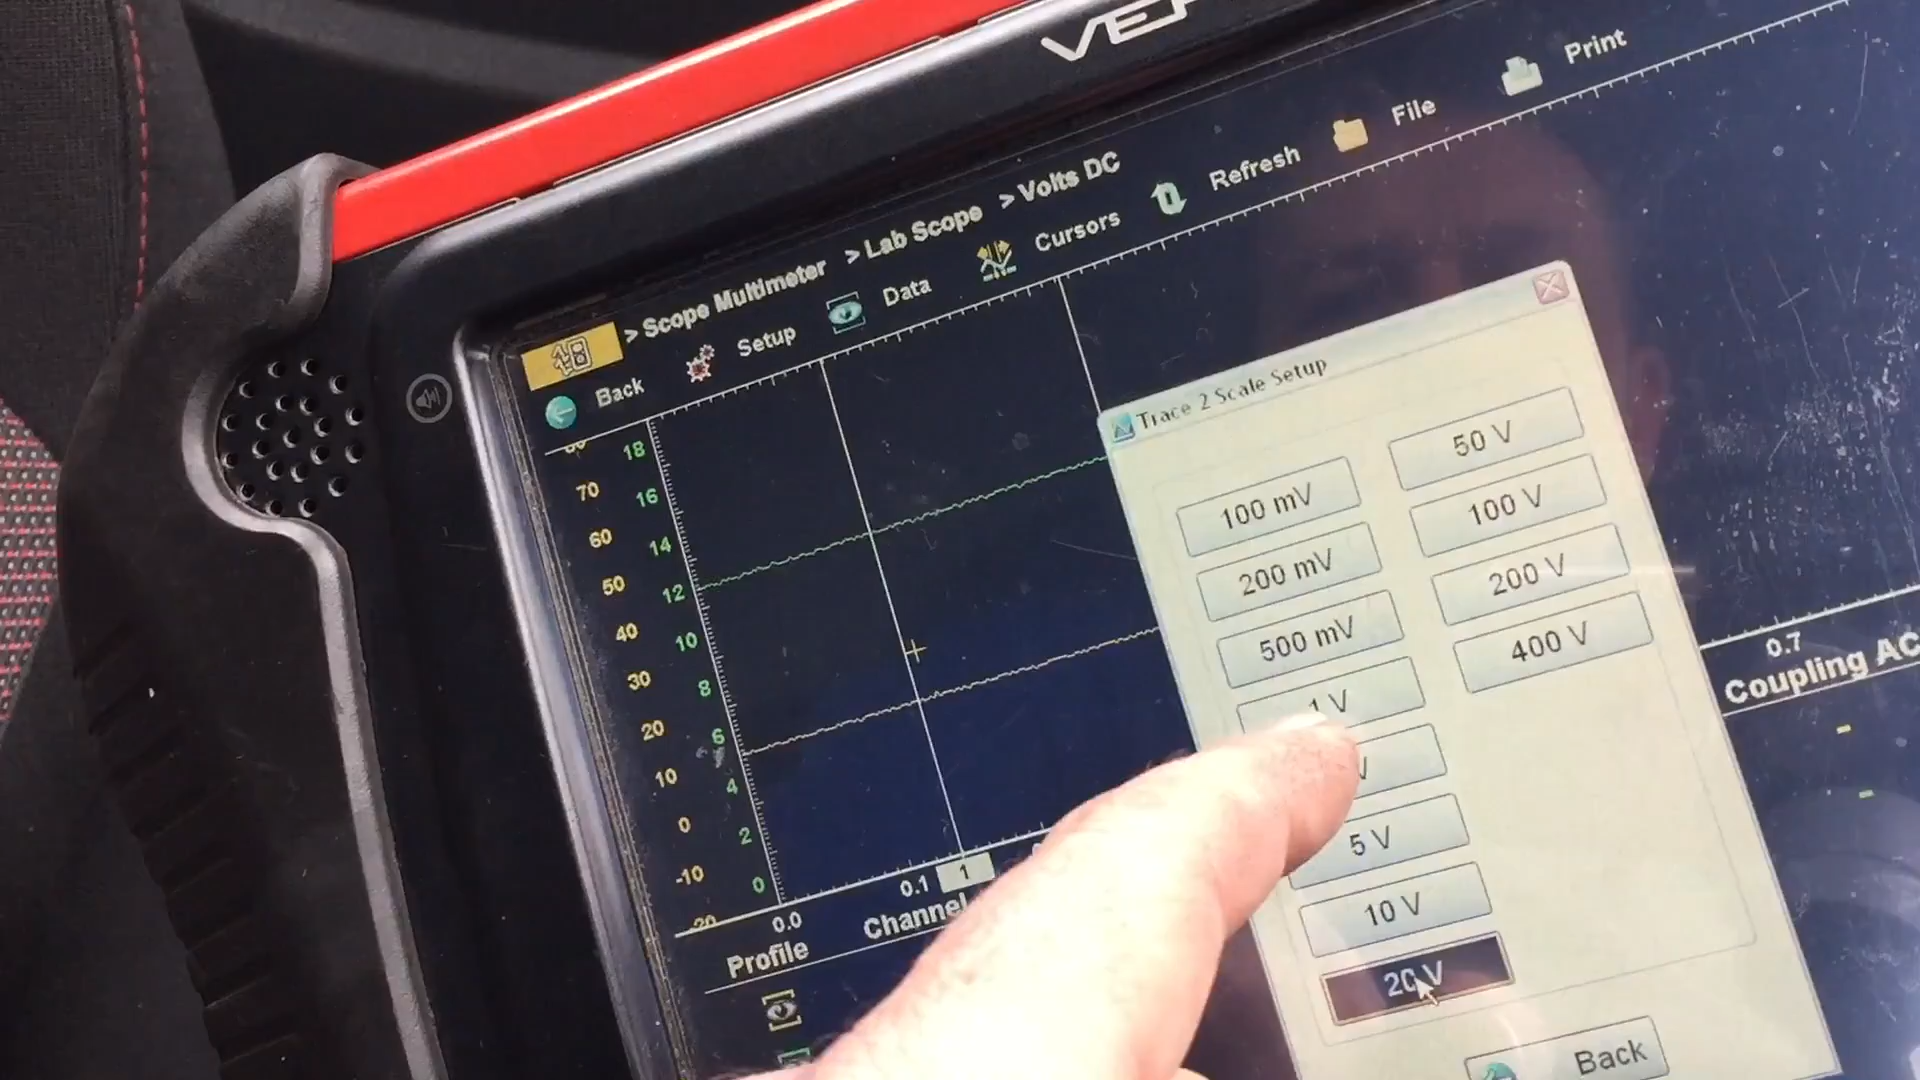 > Scope Multimeter > Lab Scope > Volts DC
Back Setup Data Cursors Refresh File Print
Trace 2 Scale Setup
100 mV
200 mV
500 mV
1 V
5 V
10 V
20 V
50 V
100 V
200 V
400 V
Back
70
60
50
40
30
20
10
0
-10
-20
18
16
14
12
10
8
6
4
2
0
0.0 0.1 1 0.7
Profile Channel Coupling AC